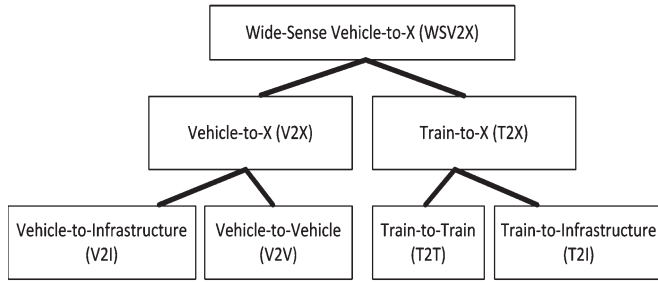 Wide-Sense Vehicle-to-X (WSV2X)
Vehicle-to-X (V2X)
Train-to-X (T2X)
Vehicle-to-Infrastructure
(V2I)
Vehicle-to-Vehicle
(V2V)
Train-to-Train
(T2T)
Train-to-Infrastructure
(T2I)